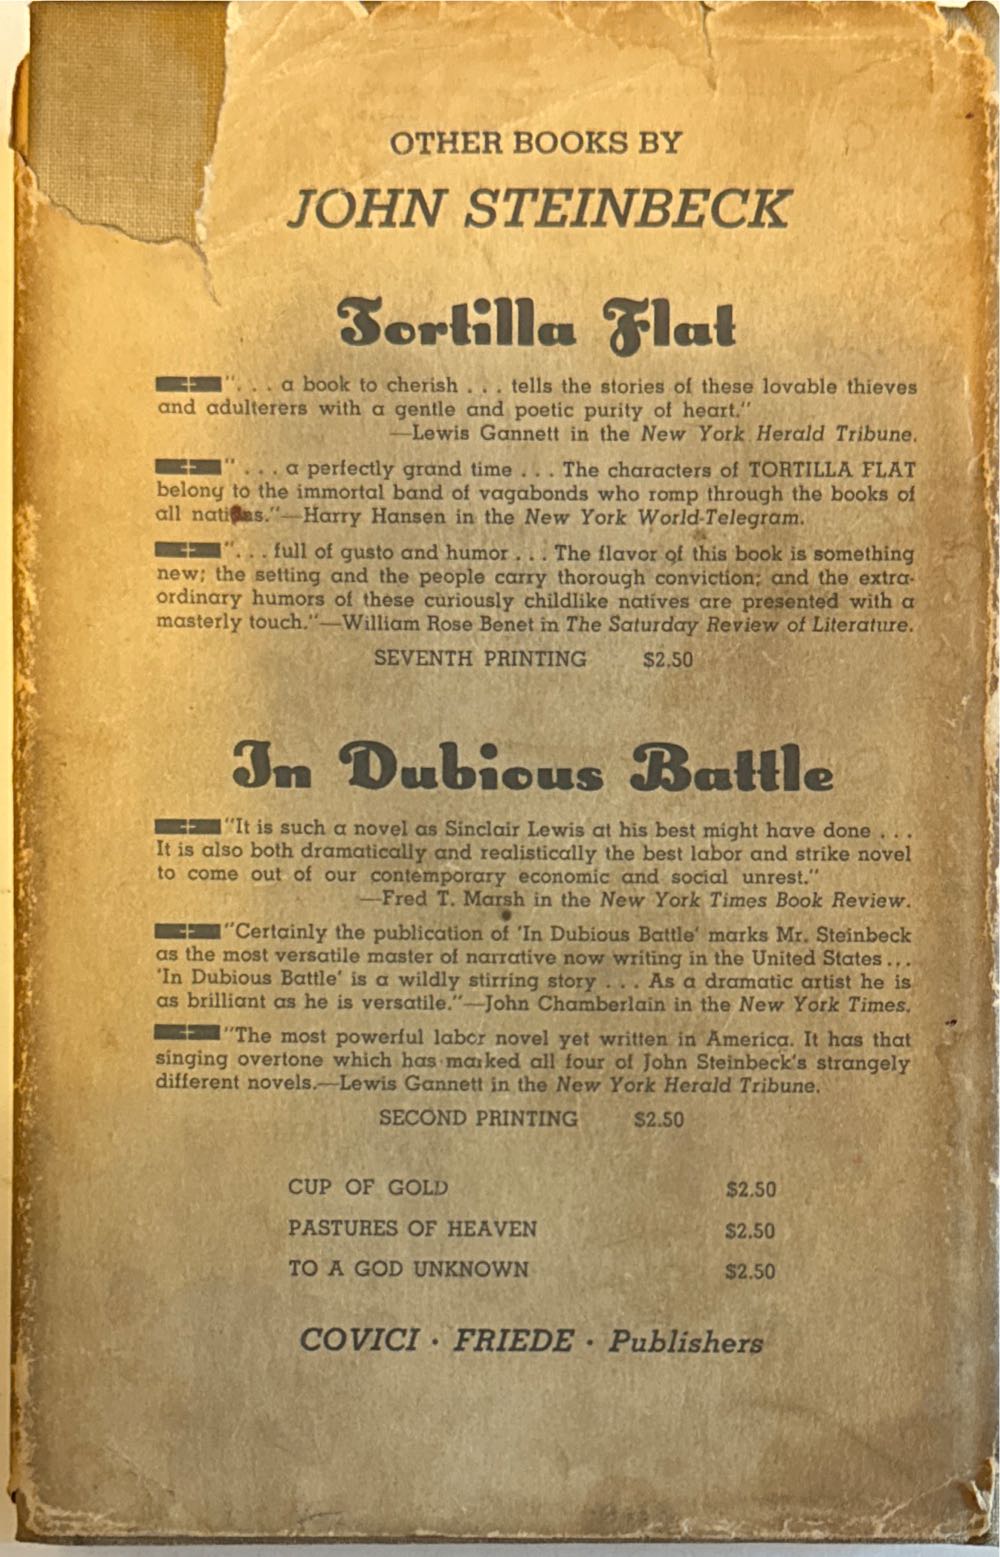 OTHER BOOKS BY
JOHN STEINBECK
Tortilla Flat
". . . a book to cherish . . . tells the stories of these lovable thieves
and adulterers with a gentle and poetic purity of heart."
—Lewis Gannett in the New York Herald Tribune.
" . . . a perfectly grand time . . . The characters of TORTILLA FLAT
belong to the immortal band of vagabonds who romp through the books of
all nations."—Harry Hansen in the New York World-Telegram.
". . . full of gusto and humor . . . The flavor of this book is something
new; the setting and the people carry thorough conviction; and the extra-
ordinary humors of these curiously childlike natives are presented with a
masterly touch."—William Rose Benet in The Saturday Review of Literature.
SEVENTH PRINTING $2.50
In Dubious Battle
"It is such a novel as Sinclair Lewis at his best might have done . . .
It is also both dramatically and realistically the best labor and strike novel
to come out of our contemporary economic and social unrest."
—Fred T. Marsh in the New York Times Book Review.
"Certainly the publication of 'In Dubious Battle' marks Mr. Steinbeck
as the most versatile master of narrative now writing in the United States . . .
'In Dubious Battle' is a wildly stirring story . . . As a dramatic artist he is
as brilliant as he is versatile."—John Chamberlain in the New York Times.
"The most powerful labor novel yet written in America. It has that
singing overtone which has marked all four of John Steinbeck's strangely
different novels.—Lewis Gannett in the New York Herald Tribune.
SECOND PRINTING $2.50
CUP OF GOLD $2.50
PASTURES OF HEAVEN $2.50
TO A GOD UNKNOWN $2.50
COVICI · FRIEDE · Publishers